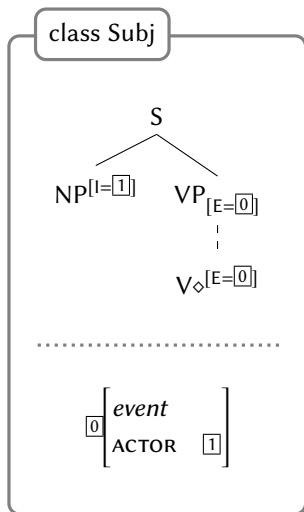 class Subj
S
NP[I=1] VP[E=0]
V◇[E=0]
0 event
ACTOR 1